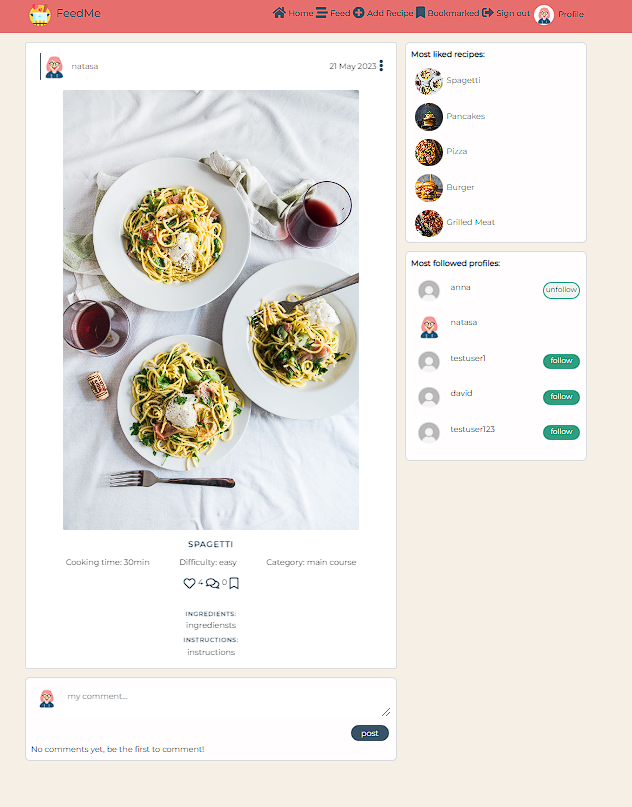 FeedMe
Home Feed Add Recipe Bookmarked Sign out Profile
natasa
21 May 2023
SPAGETTI
Cooking time: 30min Difficulty: easy Category: main course
4 0
INGREDIENTS:
ingrediensts
INSTRUCTIONS:
instructions
my comment...
post
No comments yet, be the first to comment!
Most liked recipes:
Spagetti
Pancakes
Pizza
Burger
Grilled Meat
Most followed profiles:
anna unfollow
natasa
testuser1 follow
david follow
testuser123 follow